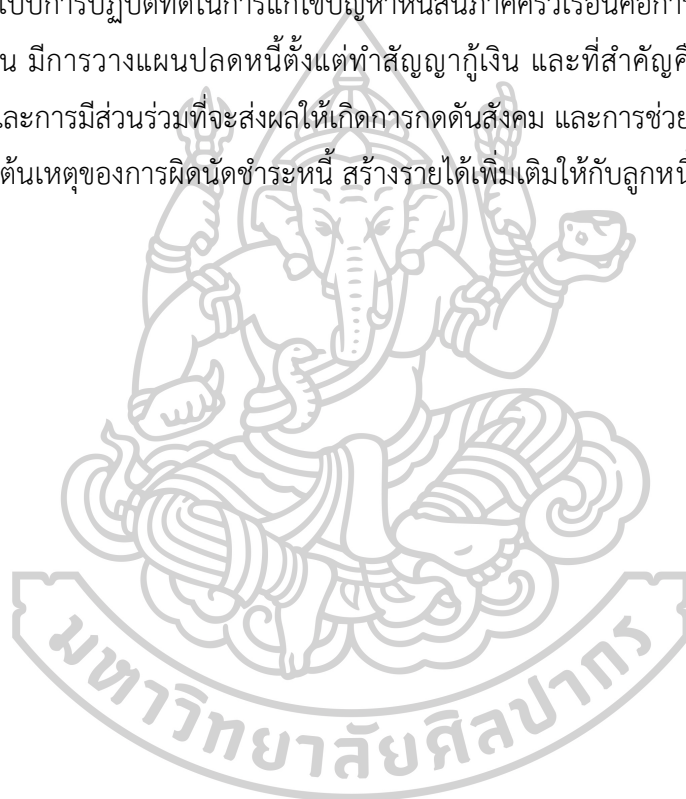 แบบการปฏิบัติที่ดีในการแก้ไขปัญหาหนี้สินภาคครัวเรือนคือการ
น มีการวางแผนปลดหนี้ตั้งแต่ทำสัญญากู้เงิน และที่สำคัญคื
ละการมีส่วนร่วมที่จะส่งผลให้เกิดการกดดันสังคม และการช่วย
ต้นเหตุของการผิดนัดชำระหนี้ สร้างรายได้เพิ่มเติมให้กับลูกหนี้
มหาวิทยาลัยศิลปากร